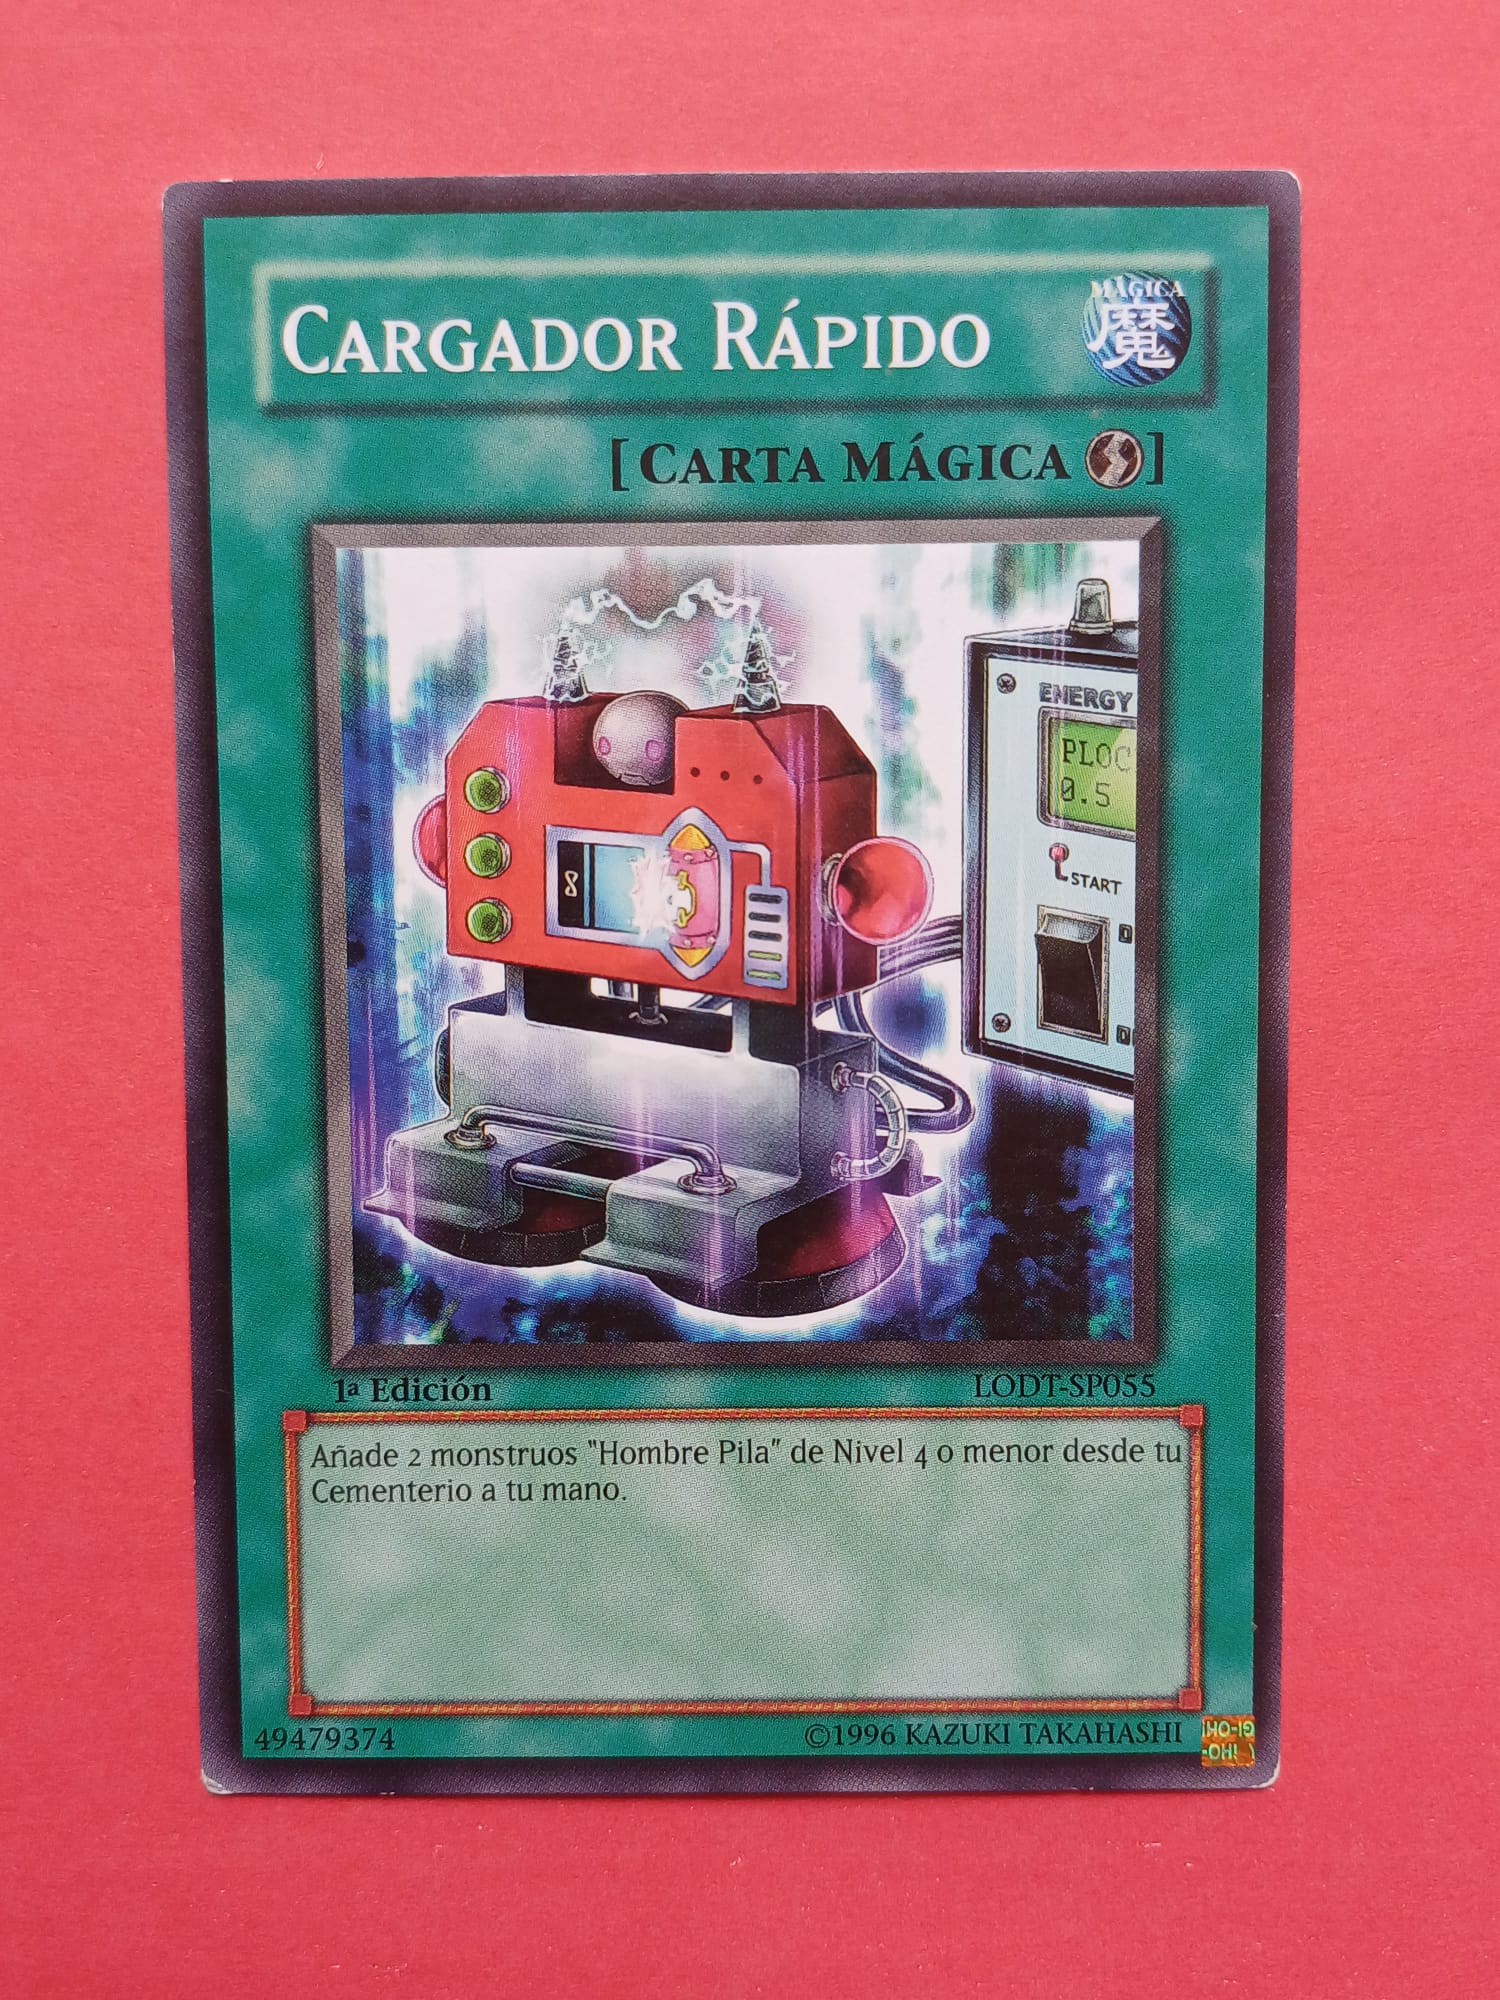 CARGADOR RÁPIDO
MÁGICA
魔
[CARTA MÁGICA]
ENERGY
PLOC
0.5
8
START
1ª Edición
LODT-SP055
Añade 2 monstruos "Hombre Pila" de Nivel 4 o menor desde tu
Cementerio a tu mano.
49479374
©1996 KAZUKI TAKAHASHI